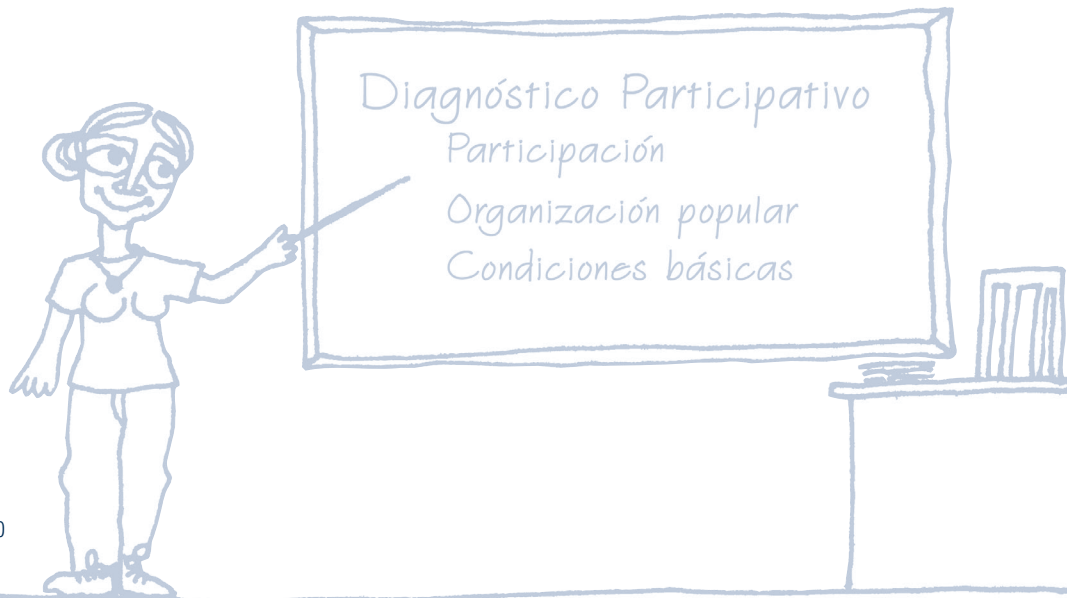 Diagnóstico Participativo
Participación
Organización popular
Condiciones básicas